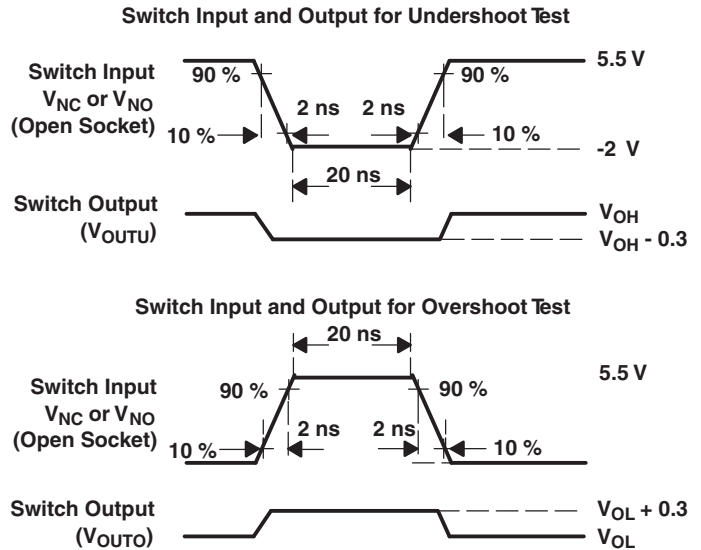 Switch Input and Output for Undershoot Test
Switch Input
VNC or VNO
(Open Socket)
90 %
90 %
5.5 V
2 ns
2 ns
10 %
10 %
-2 V
20 ns
Switch Output
(VOUTU)
VOH
VOH - 0.3
Switch Input and Output for Overshoot Test
20 ns
Switch Input
VNC or VNO
(Open Socket)
90 %
90 %
5.5 V
2 ns
2 ns
10 %
10 %
Switch Output
(VOUTO)
VOL + 0.3
VOL